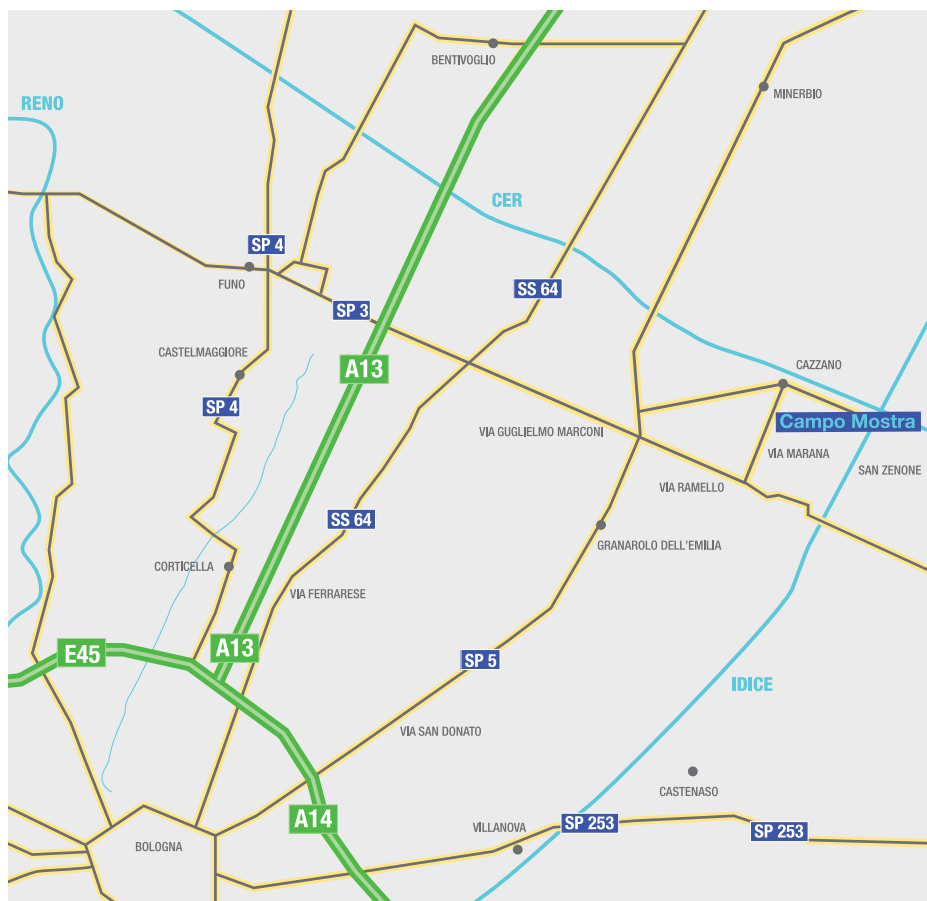 BENTIVOGLIO
MINERBIO
RENO
CER
SP 4
FUNO
SS 64
SP 3
CASTELMAGGIORE
A13
CAZZANO
SP 4
Campo Mostra
VIA GUGLIELMO MARCONI
VIA MARANA
SAN ZENONE
VIA RAMELLO
SS 64
GRANAROLO DELL'EMILIA
CORTICELLA
VIA FERRARESE
A13
E45
SP 5
IDICE
VIA SAN DONATO
CASTENASO
A14
SP 253
VILLANOVA
SP 253
BOLOGNA